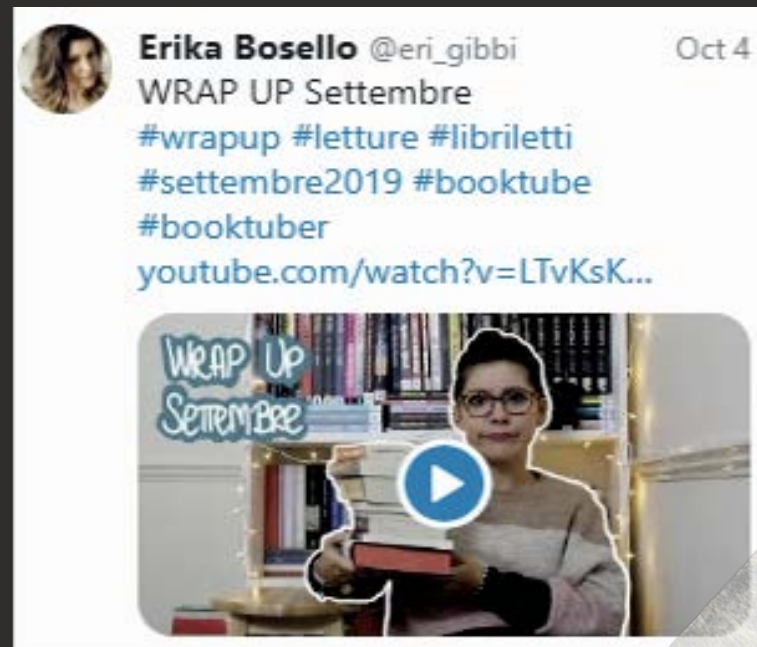 Erika Bosello @eri_gibbi Oct 4
WRAP UP Settembre
#wrapup #letture #libriletti
#settembre2019 #booktube
#booktuber
youtube.com/watch?v=LTvKsK...
WRAP UP
SETTEMBRE